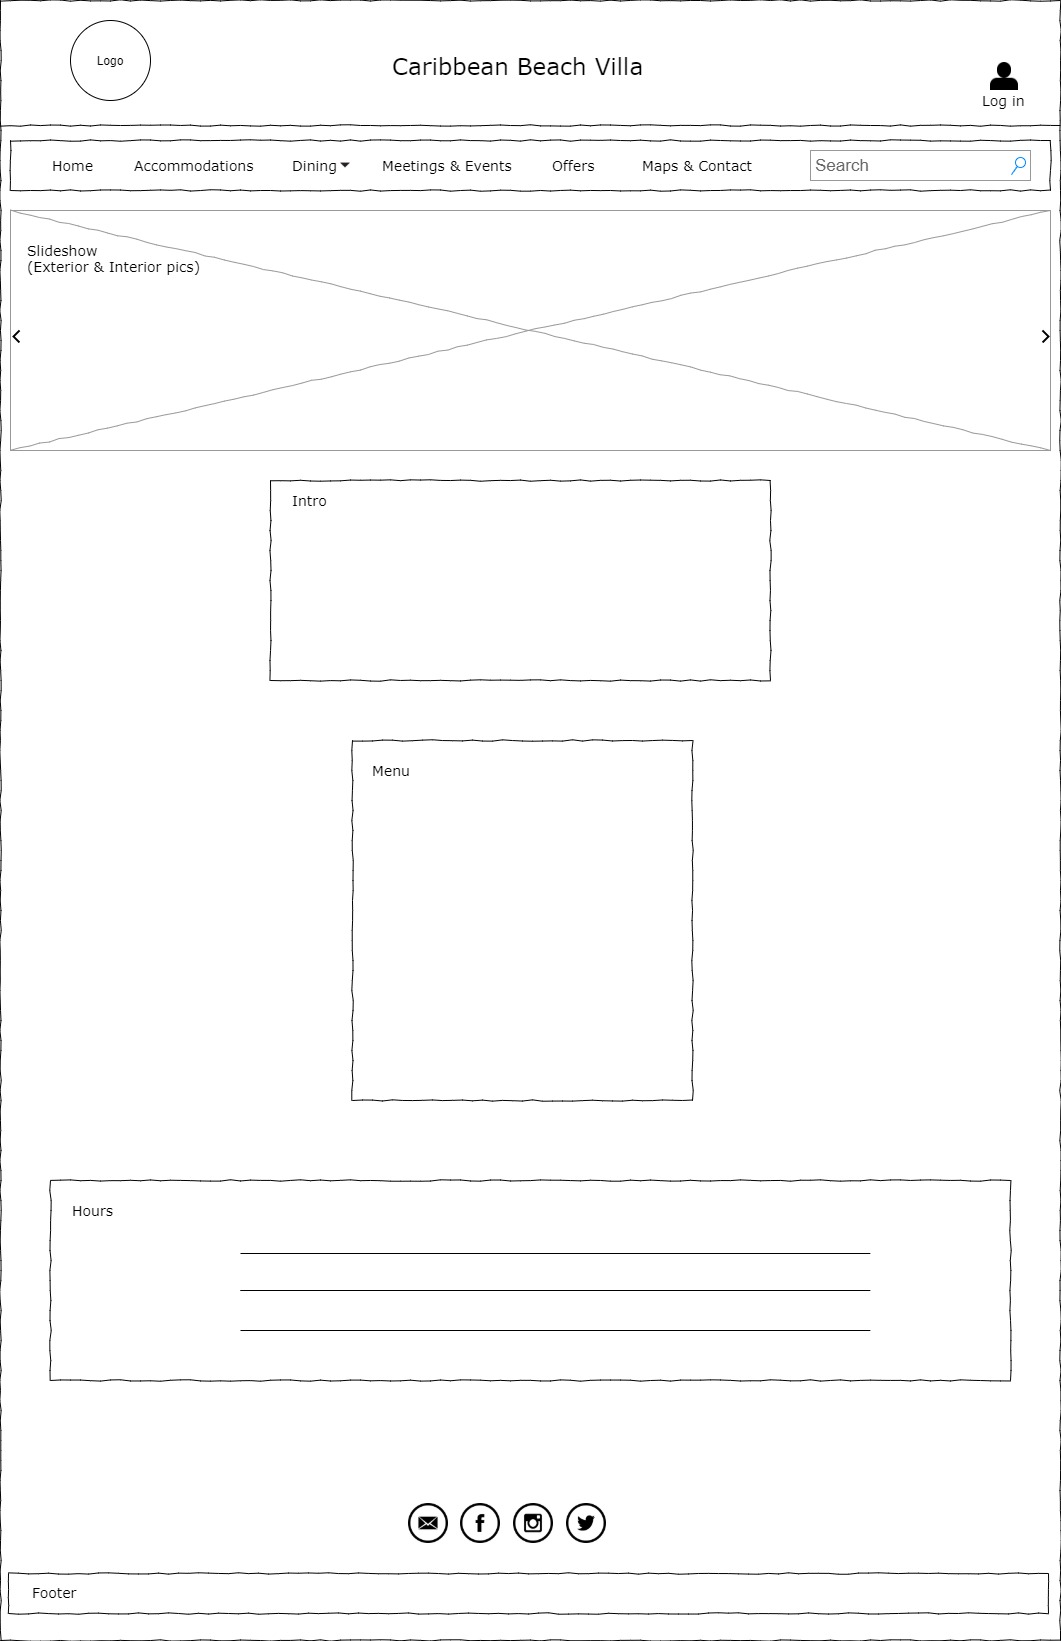 Logo
Caribbean Beach Villa
Log in
Home Accommodations Dining Meetings & Events Offers Maps & Contact Search
Slideshow
(Exterior & Interior pics)
Intro
Menu
Hours
Footer